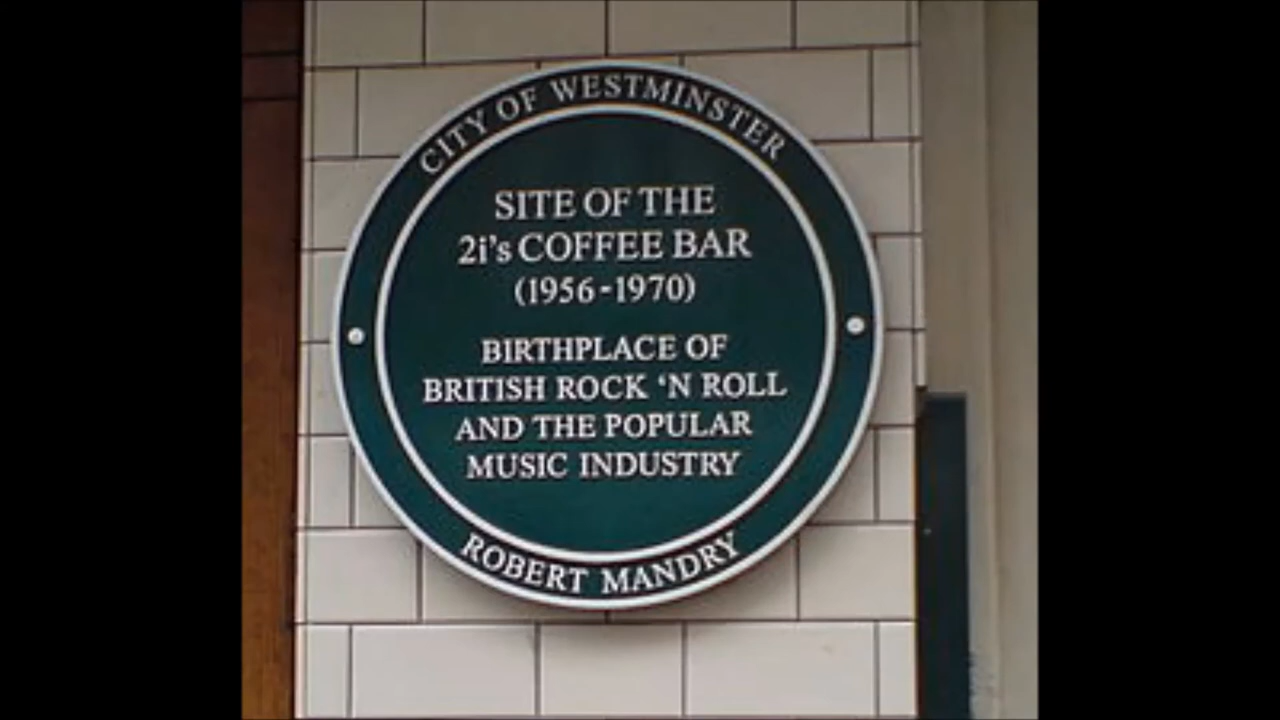 CITY OF WESTMINSTER
SITE OF THE
2i's COFFEE BAR
(1956-1970)
BIRTHPLACE OF
BRITISH ROCK 'N ROLL
AND THE POPULAR
MUSIC INDUSTRY
ROBERT MANDRY